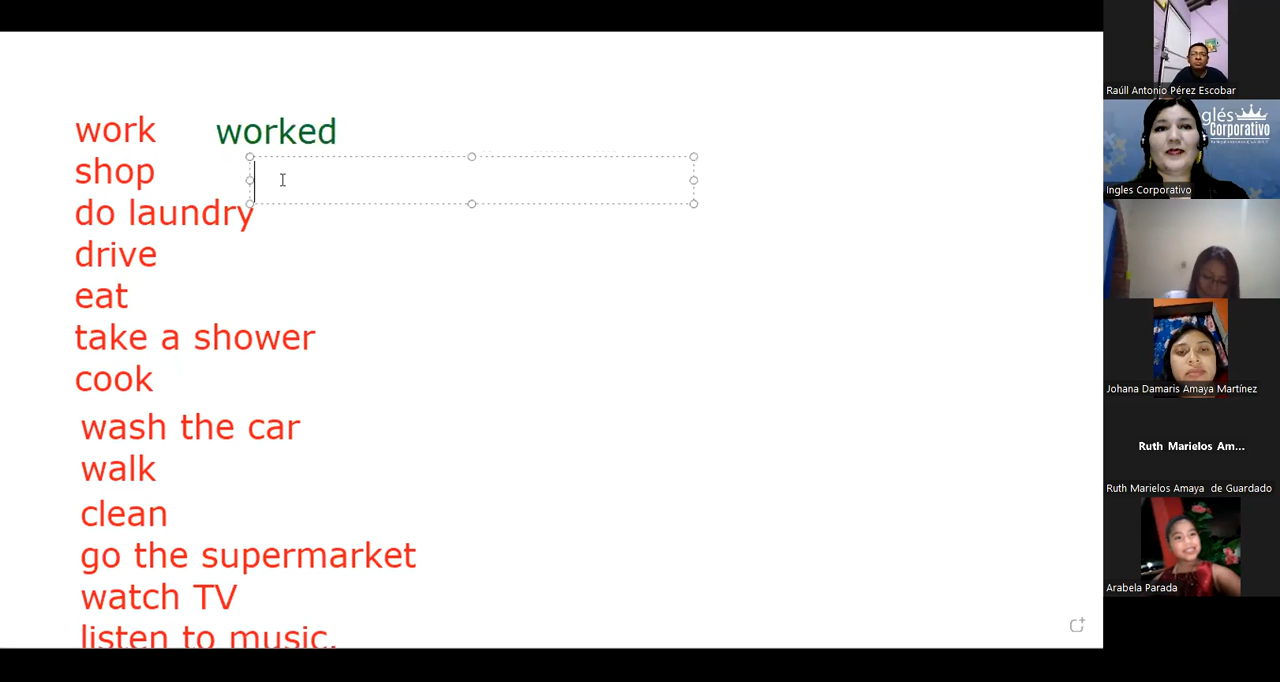 work worked
shop
do laundry
drive
eat
take a shower
cook
wash the car
walk
clean
go the supermarket
watch TV
listen to music.
Raúll Antonio Pérez Escobar
glés
Corporativo
Ingles Corporativo
Johana Damaris Amaya Martínez
Ruth Marielos Am...
Ruth Marielos Amaya de Guardado
Arabela Parada